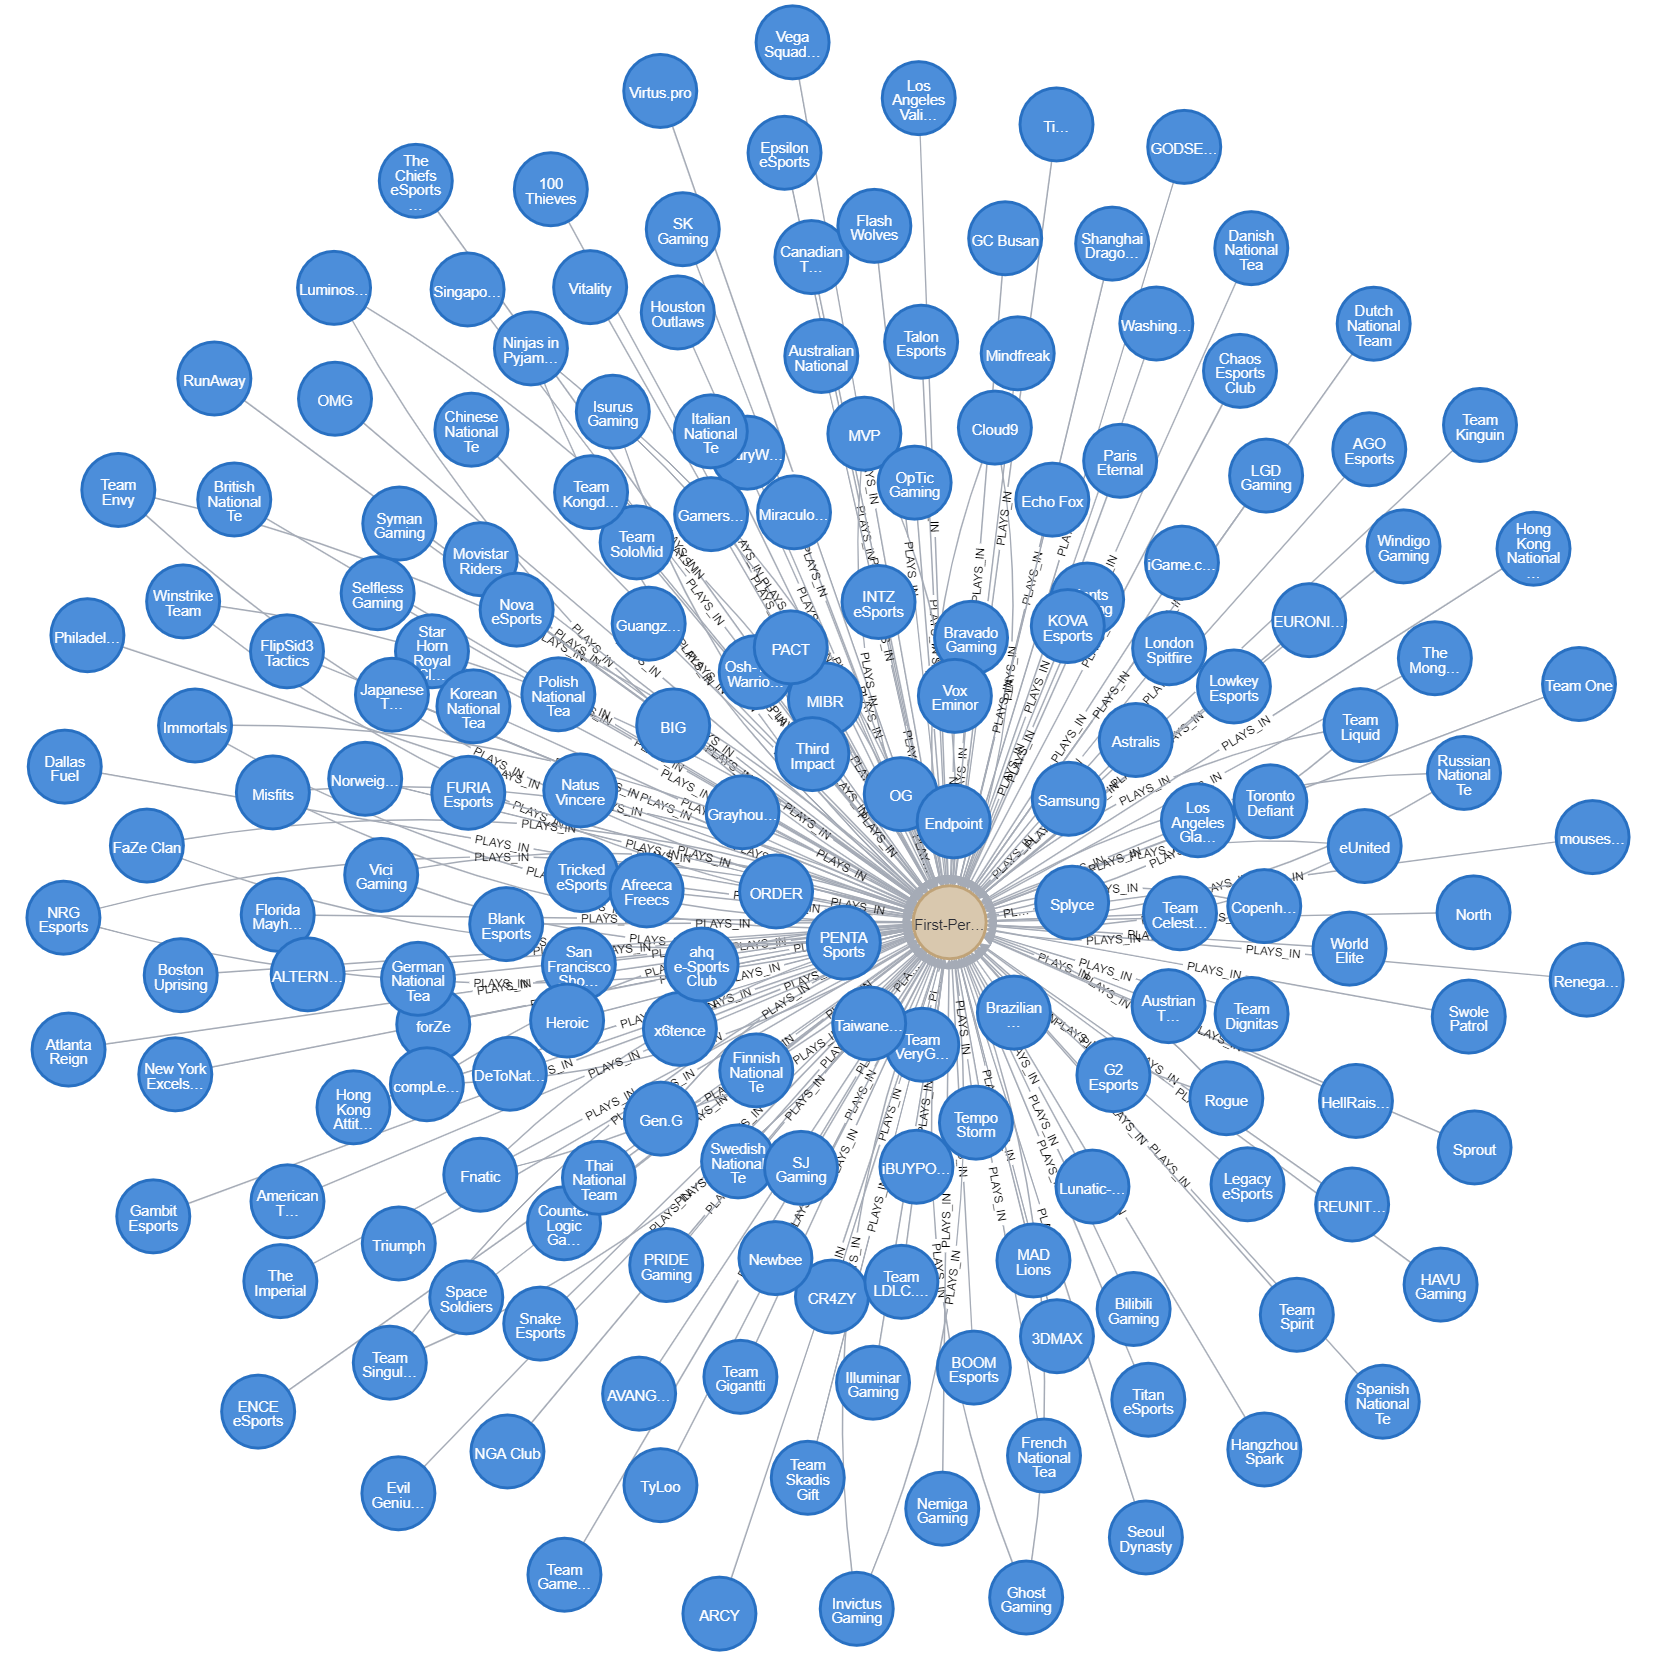 Vega
Squad...
Virtus.pro
Los
Angeles
Vali...
Ti...
GODSE...
Epsilon
eSports
The
Chiefs
eSports
...
100
Thieves
SK
Gaming
Flash
Wolves
Canadian
T...
GC Busan
Shanghai
Drago...
Danish
National
Tea
Luminos...
Singapo...
Vitality
Houston
Outlaws
Ninjas in
Pyjam...
Australian
National
Talon
Esports
Mindfreak
Washing...
Dutch
National
Team
Chaos
Esports
Club
RunAway
OMG
Chinese
National
Te
Isurus
Gaming
Italian
National
Te
MVP
Cloud9
Paris
Eternal
AGO
Esports
Team
Kinguin
Team
Envy
British
National
Te
Team
Kongd...
Gamers...
Miraculo...
OpTic
Gaming
Echo Fox
LGD
Gaming
Syman
Gaming
Team
SoloMid
Movistar
Riders
iGame.c...
Windigo
Gaming
Hong
Kong
National
...
Winstrike
Team
Selfless
Gaming
Nova
eSports
Guangz...
INTZ
eSports
Bravado
Gaming
KOVA
Esports
EURONI...
Philadel...
FlipSid3
Tactics
Star
Horn
Royal
Cl...
PACT
London
Spitfire
The
Mong...
Japanese
T...
Korean
National
Tea
Polish
National
Tea
Osh-
Warrio...
MIBR
Vox
Eminor
Lowkey
Esports
Team One
Immortals
BIG
Third
Impact
Astralis
Team
Liquid
Dallas
Fuel
Misfits
Norweig...
FURIA
Esports
Natus
Vincere
Grayhou...
OG
Endpoint
Samsung
Los
Angeles
Gla...
Toronto
Defiant
Russian
National
Te
FaZe Clan
Vici
Gaming
Tricked
eSports
Afreeca
Freecs
ORDER
eUnited
mouses...
NRG
Esports
Florida
Mayh...
Blank
Esports
PENTA
Sports
First-Per...
Splyce
Team
Celest...
Copenh...
North
Boston
Uprising
ALTERN...
German
National
Tea
San
Francisco
Sho...
ahq
e-Sports
Club
World
Elite
Renega...
Atlanta
Reign
forZe
Heroic
x6tence
Taiwane...
Team
VeryG...
Brazilian
...
Austrian
T...
Team
Dignitas
Swole
Patrol
New York
Excels...
Hong
Kong
Attit...
compLe...
DeToNat...
Finnish
National
Te
G2
Esports
Rogue
HellRais...
Sprout
Gen.G
Tempo
Storm
Fnatic
Thai
National
Team
Swedish
National
Te
SJ
Gaming
iBUYPO...
Lunatic-...
Legacy
eSports
REUNIT...
Gambit
Esports
American
T...
Triumph
Counter
Logic
Ga...
PRIDE
Gaming
Newbee
MAD
Lions
HAVU
Gaming
The
Imperial
Space
Soldiers
Snake
Esports
CR4ZY
Team
LDLC....
Bilibili
Gaming
Team
Spirit
3DMAX
Team
Singul...
AVANG...
Team
Gigantti
Illuminar
Gaming
BOOM
Esports
Titan
eSports
Spanish
National
Te
ENCE
eSports
NGA Club
French
National
Tea
Hangzhou
Spark
Evil
Geniu...
TyLoo
Team
Skadis
Gift
Nemiga
Gaming
Seoul
Dynasty
Team
Game...
ARCY
Invictus
Gaming
Ghost
Gaming
PLAYS_IN